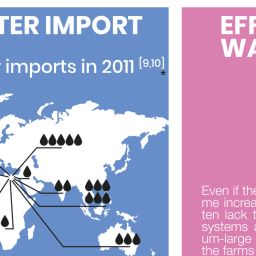 TER IMPORT
r imports in 2011 [9,10]
*
EFF
WA
Even if the
me increa
ten lack t
systems a
um-large
the farms